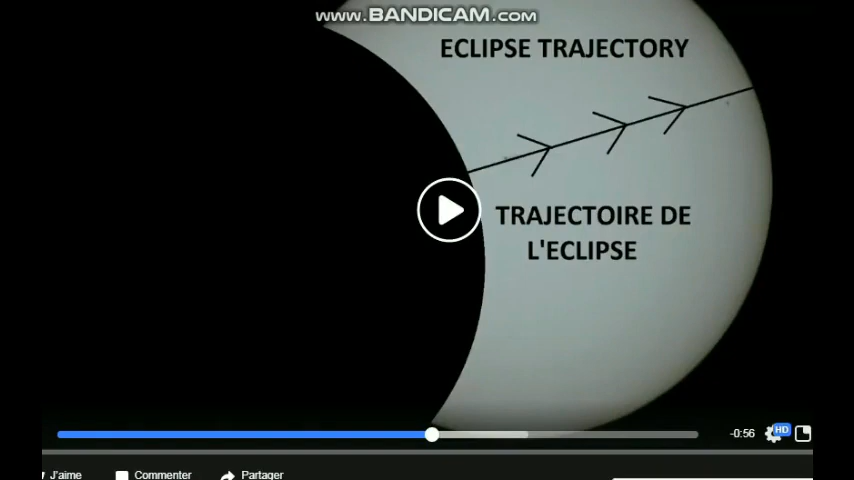 WWW.BANDICAM.COM
ECLIPSE TRAJECTORY
TRAJECTOIRE DE
L'ECLIPSE
-0:56
HD
J'aime
Commenter
Partager